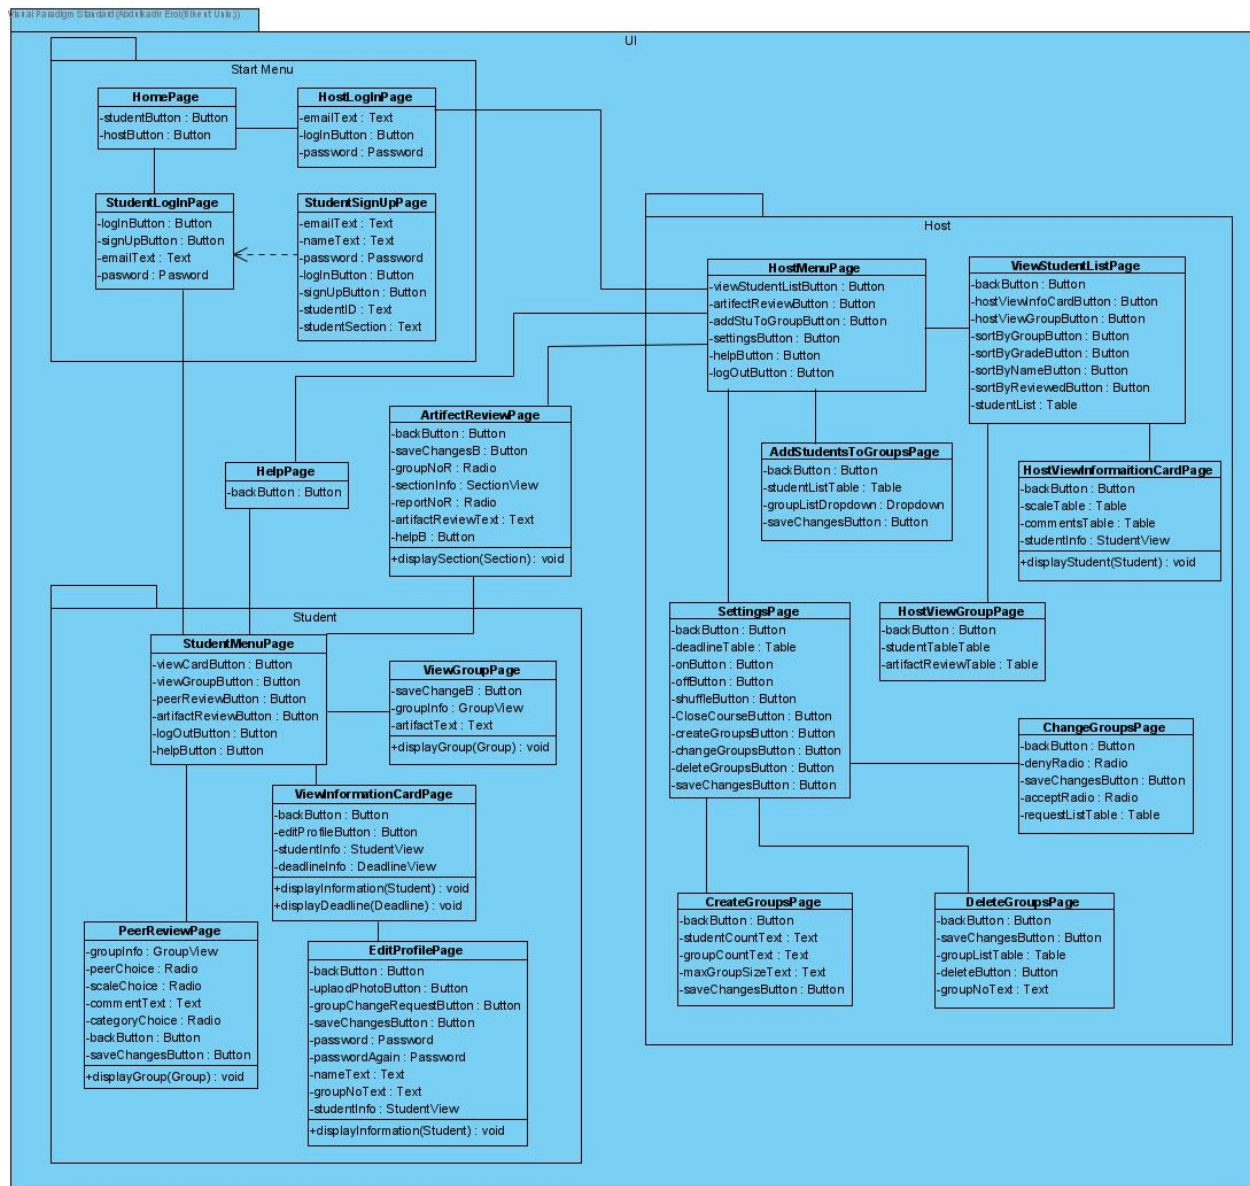 Visual Paradigm Standard(Abdulkadir Erol(Bilkent Univ.))
UI
Start Menu
HomePage
-studentButton : Button
-hostButton : Button
HostLogInPage
-emailText : Text
-logInButton : Button
-password : Password
StudentLogInPage
-logInButton : Button
-signUpButton : Button
-emailText : Text
-pasword : Pasword
StudentSignUpPage
-emailText : Text
-nameText : Text
-password : Password
-logInButton : Button
-signUpButton : Button
-studentID : Text
-studentSection : Text
Host
HostMenuPage
-viewStudentListButton : Button
-artifectReviewButton : Button
-addStuToGroupButton : Button
-settingsButton : Button
-helpButton : Button
-logOutButton : Button
ViewStudentListPage
-backButton : Button
-hostViewInfoCardButton : Button
-hostViewGroupButton : Button
-sortByGroupButton : Button
-sortByGradeButton : Button
-sortByNameButton : Button
-sortByReviewedButton : Button
-studentList : Table
ArtifectReviewPage
-backButton : Button
-saveChangesB : Button
-groupNoR : Radio
-sectionInfo : SectionView
-reportNoR : Radio
-artifactReviewText : Text
-helpB : Button
+displaySection(Section) : void
HelpPage
-backButton : Button
AddStudentsToGroupsPage
-backButton : Button
-studentListTable : Table
-groupListDropdown : Dropdown
-saveChangesButton : Button
HostViewInformaitionCardPage
-backButton : Button
-scaleTable : Table
-commentsTable : Table
-studentInfo : StudentView
+displayStudent(Student) : void
SettingsPage
-backButton : Button
-deadlineTable : Table
-onButton : Button
-offButton : Button
-shuffleButton : Button
-CloseCourseButton : Button
-createGroupsButton : Button
-changeGroupsButton : Button
-deleteGroupsButton : Button
-saveChangesButton : Button
HostViewGroupPage
-backButton : Button
-studentTableTable
-artifactReviewTable : Table
ChangeGroupsPage
-backButton : Button
-denyRadio : Radio
-saveChangesButton : Button
-acceptRadio : Radio
-requestListTable : Table
CreateGroupsPage
-backButton : Button
-studentCountText : Text
-groupCountText : Text
-maxGroupSizeText : Text
-saveChangesButton : Button
DeleteGroupsPage
-backButton : Button
-saveChangesButton : Button
-groupListTable : Table
-deleteButton : Button
-groupNoText : Text
Student
StudentMenuPage
-viewCardButton : Button
-viewGroupButton : Button
-peerReviewButton : Button
-artifactReviewButton : Button
-logOutButton : Button
-helpButton : Button
ViewGroupPage
-saveChangeB : Button
-groupInfo : GroupView
-artifactText : Text
+displayGroup(Group) : void
ViewInformationCardPage
-backButton : Button
-editProfileButton : Button
-studentInfo : StudentView
-deadlineInfo : DeadlineView
+displayInformation(Student) : void
+displayDeadline(Deadline) : void
PeerReviewPage
-groupInfo : GroupView
-peerChoice : Radio
-scaleChoice : Radio
-commentText : Text
-categoryChoice : Radio
-backButton : Button
-saveChangesButton : Button
+displayGroup(Group) : void
EditProfilePage
-backButton : Button
-uplaodPhotoButton : Button
-groupChangeRequestButton : Button
-saveChangesButton : Button
-password : Password
-passwordAgain : Password
-nameText : Text
-groupNoText : Text
-studentInfo : StudentView
+displayInformation(Student) : void